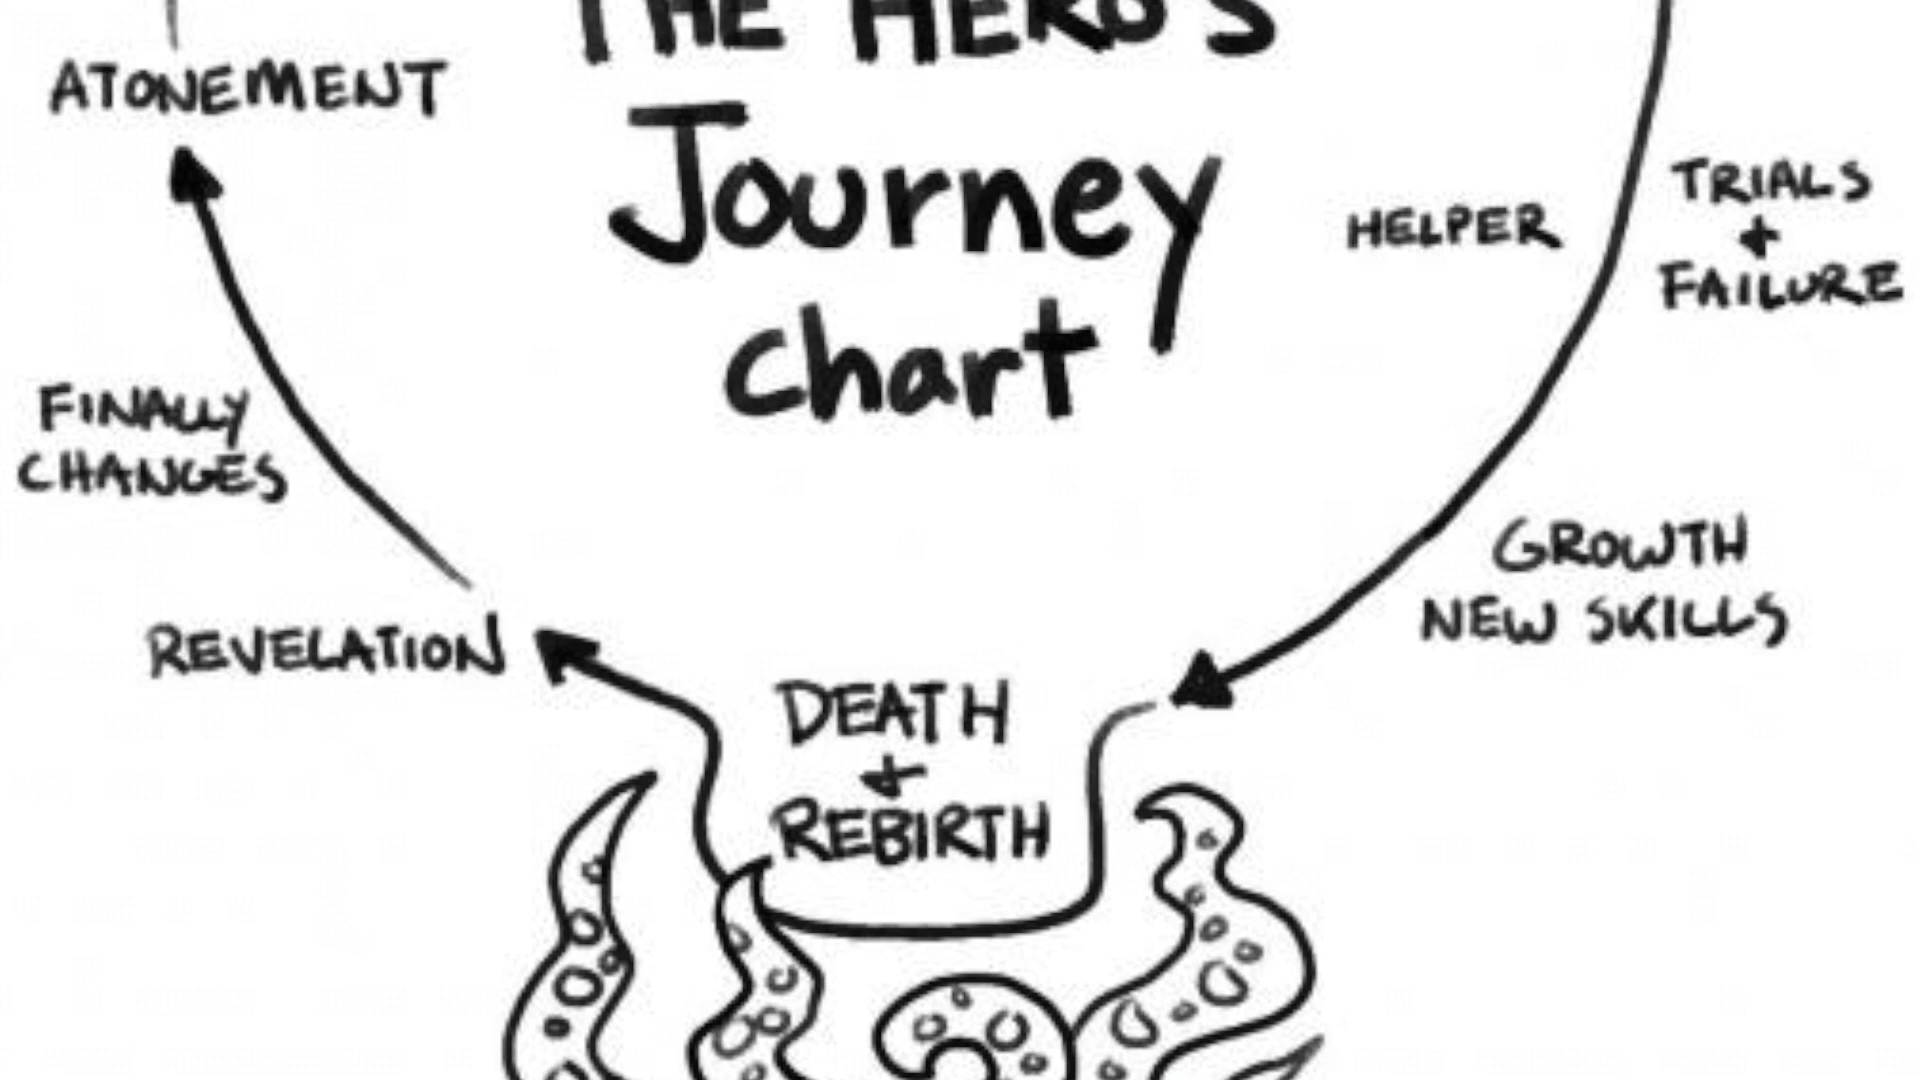 THE HERO'S
Journey
chart
ATONEMENT
HELPER
TRIALS
+
FAILURE
FINALLY
CHANGES
GROWTH
NEW SKILLS
REVELATION
DEATH
+
REBIRTH